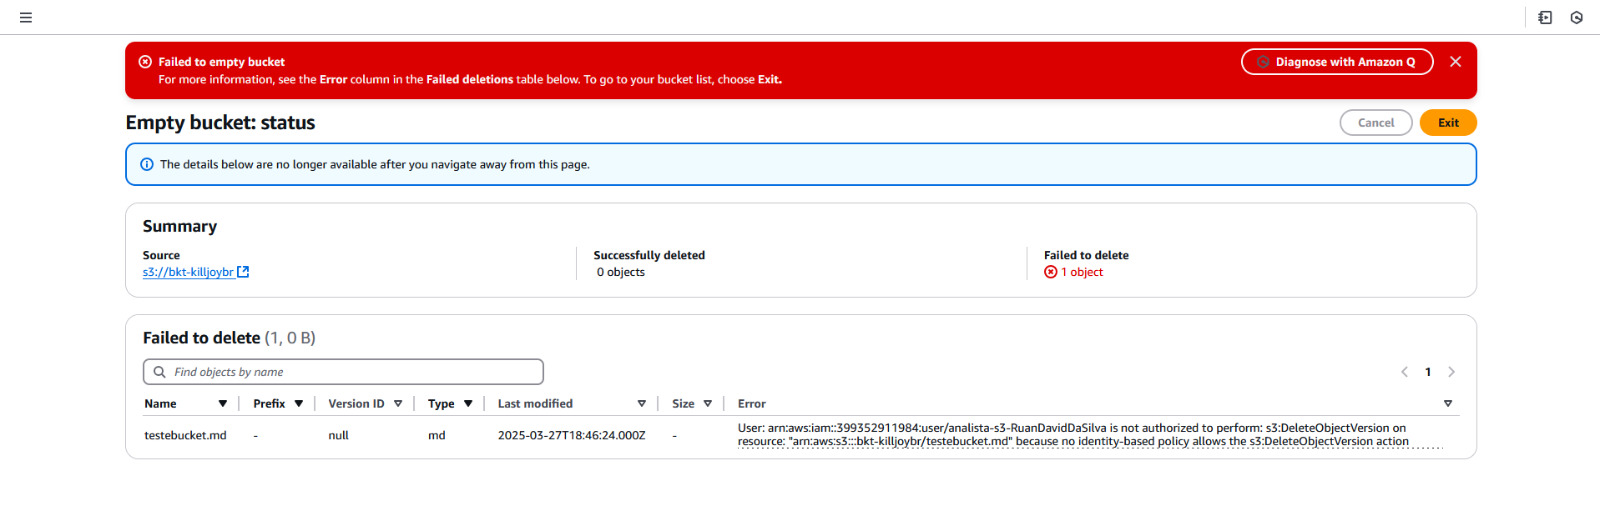 Failed to empty bucket
For more information, see the Error column in the Failed deletions table below. To go to your bucket list, choose Exit.
Diagnose with Amazon Q
Empty bucket: status
Cancel
Exit
The details below are no longer available after you navigate away from this page.
Summary
Source
s3://bkt-killjoybr
Successfully deleted
0 objects
Failed to delete
1 object
Failed to delete (1, 0 B)
Find objects by name
1
Name Prefix Version ID Type Last modified Size Error
testebucket.md - null md 2025-03-27T18:46:24.000Z -
User: arn:aws:iam::399352911984:user/analista-s3-RuanDavidDaSilva is not authorized to perform: s3:DeleteObjectVersion on
resource: "arn:aws:s3:::bkt-killjoybr/testebucket.md" because no identity-based policy allows the s3:DeleteObjectVersion action